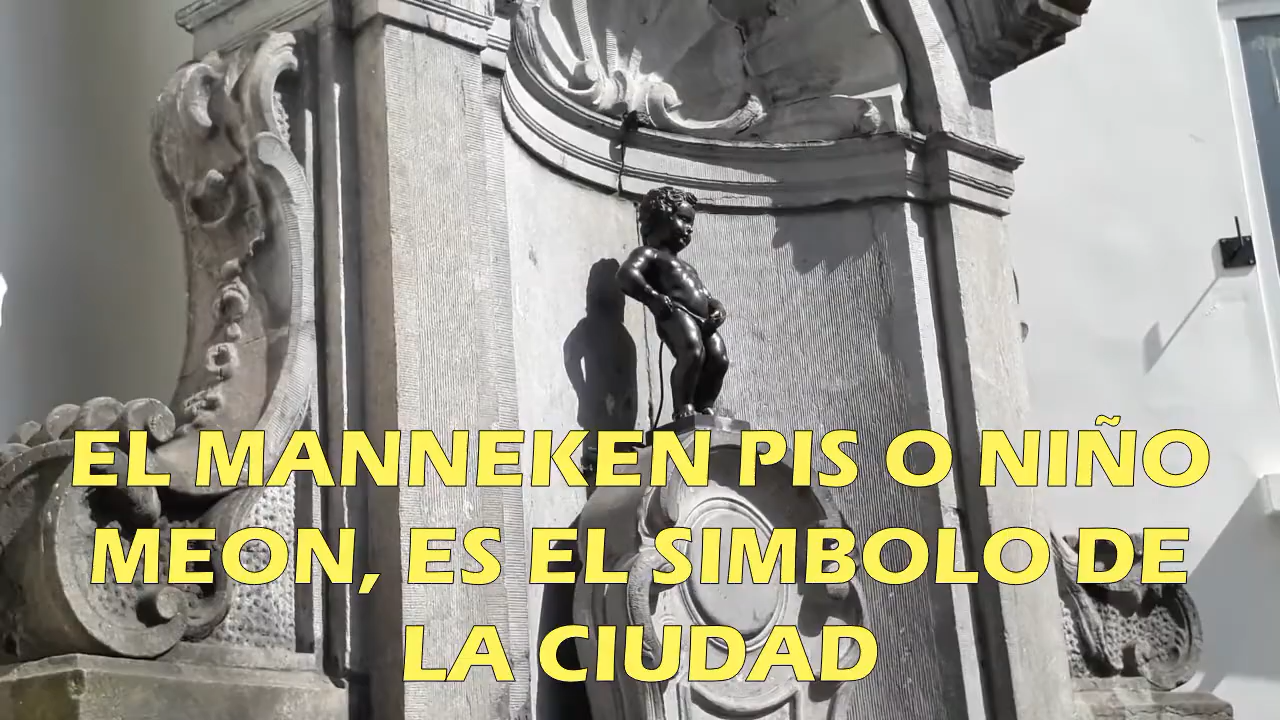 EL MANNEKEN PIS O NIÑO
MEON, ES EL SIMBOLO DE
LA CIUDAD